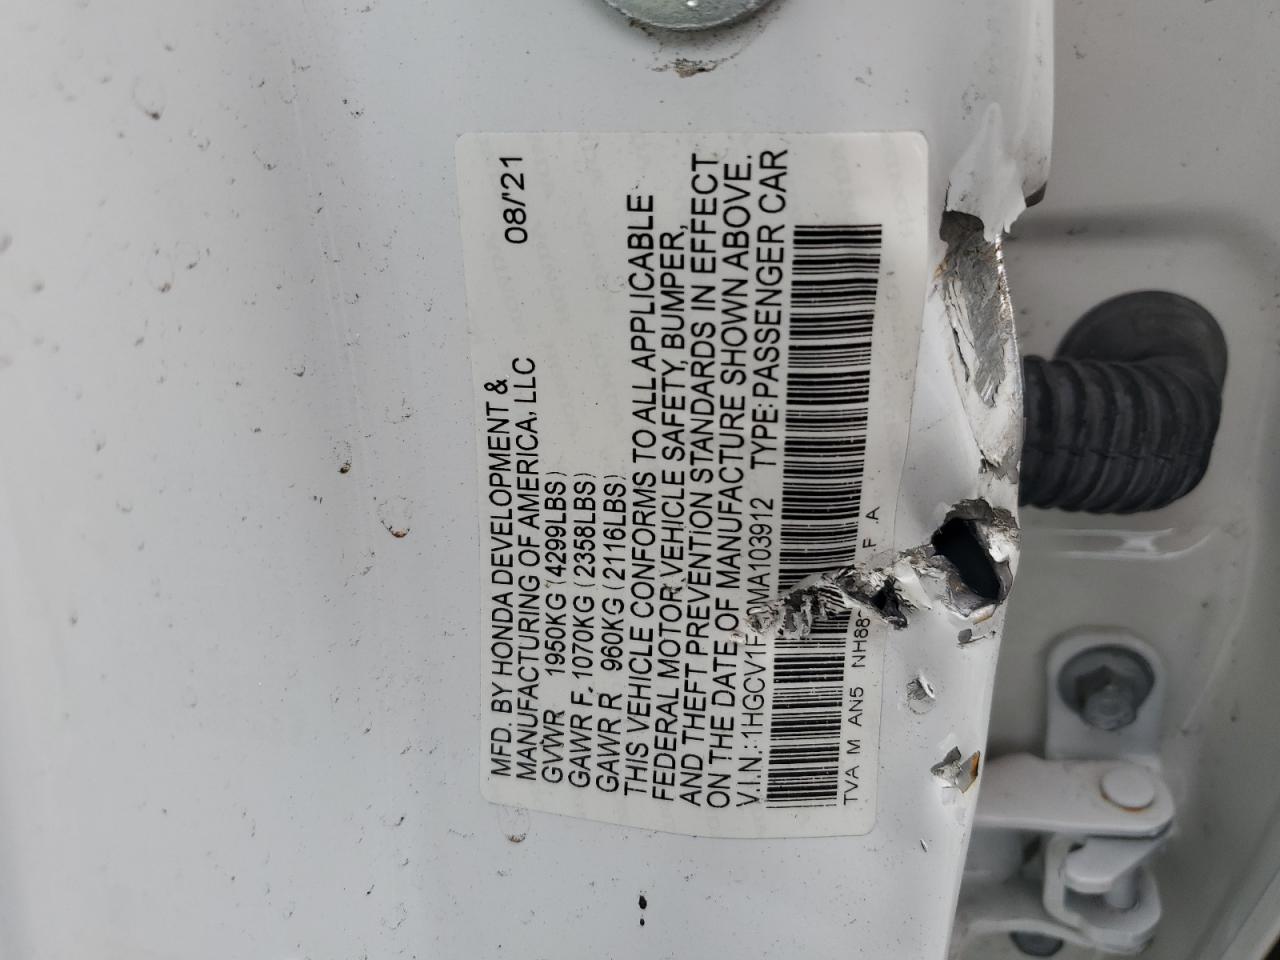 MFD. BY HONDA DEVELOPMENT &
MANUFACTURING OF AMERICA, LLC 08/'21
GVWR 1950KG (4299LBS)
GAWR F. 1070KG (2358LBS)
GAWR R 960KG (2116LBS)
THIS VEHICLE CONFORMS TO ALL APPLICABLE
FEDERAL MOTOR VEHICLE SAFETY, BUMPER,
AND THEFT PREVENTION STANDARDS IN EFFECT
ON THE DATE OF MANUFACTURE SHOWN ABOVE.
V.I.N.: TYPE:PASSENGER CAR
TVA M AN5 F A